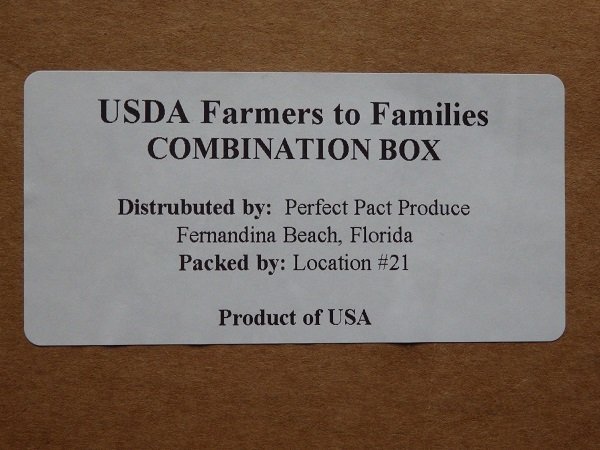 USDA Farmers to Families
COMBINATION BOX
Distrubuted by: Perfect Pact Produce
Fernandina Beach, Florida
Packed by: Location #21
Product of USA